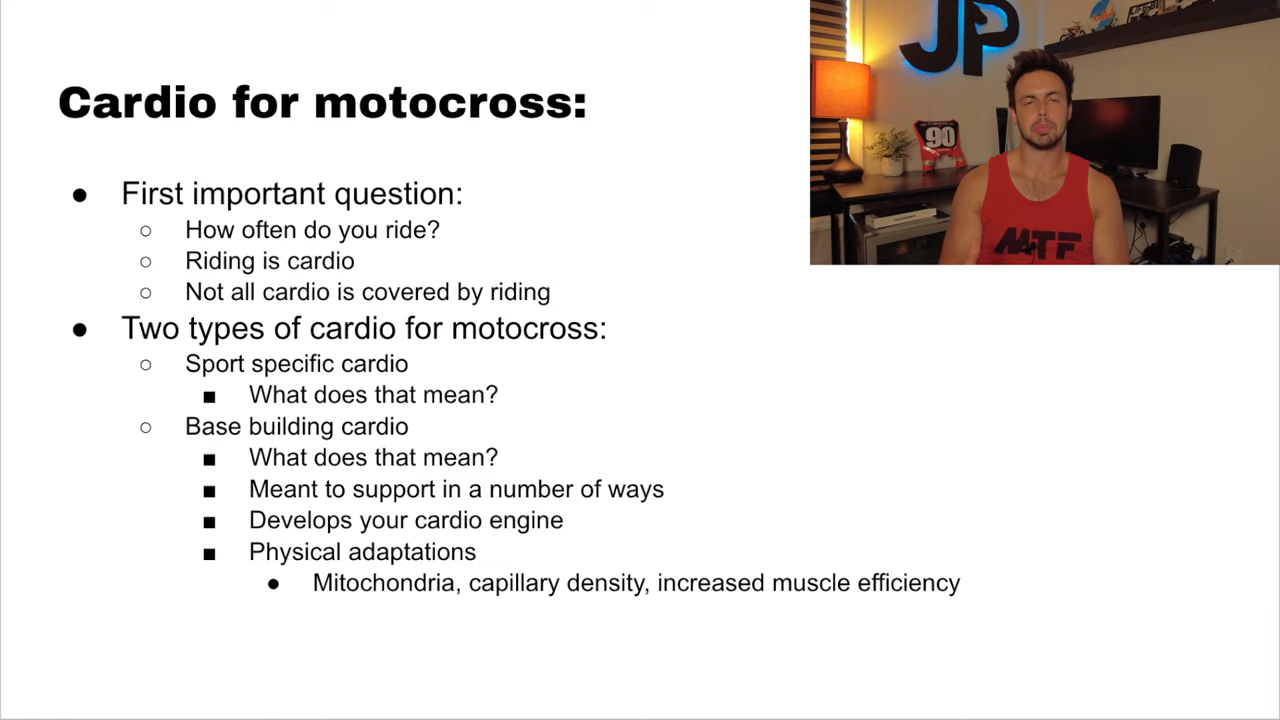 Cardio for motocross:
● First important question:
○ How often do you ride?
○ Riding is cardio
○ Not all cardio is covered by riding
● Two types of cardio for motocross:
○ Sport specific cardio
■ What does that mean?
○ Base building cardio
■ What does that mean?
■ Meant to support in a number of ways
■ Develops your cardio engine
■ Physical adaptations
● Mitochondria, capillary density, increased muscle efficiency
JP
90
MTF